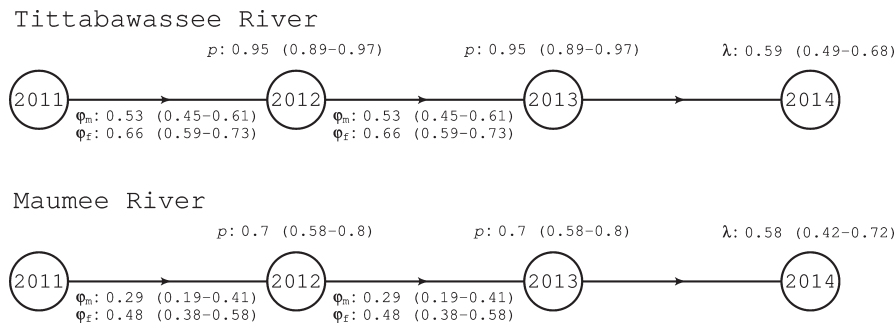 Tittabawassee River
p: 0.95 (0.89–0.97) p: 0.95 (0.89–0.97) λ: 0.59 (0.49–0.68)
2011 2012 2013 2014
φm: 0.53 (0.45–0.61) φm: 0.53 (0.45–0.61)
φf: 0.66 (0.59–0.73) φf: 0.66 (0.59–0.73)
Maumee River
p: 0.7 (0.58–0.8) p: 0.7 (0.58–0.8) λ: 0.58 (0.42–0.72)
2011 2012 2013 2014
φm: 0.29 (0.19–0.41) φm: 0.29 (0.19–0.41)
φf: 0.48 (0.38–0.58) φf: 0.48 (0.38–0.58)